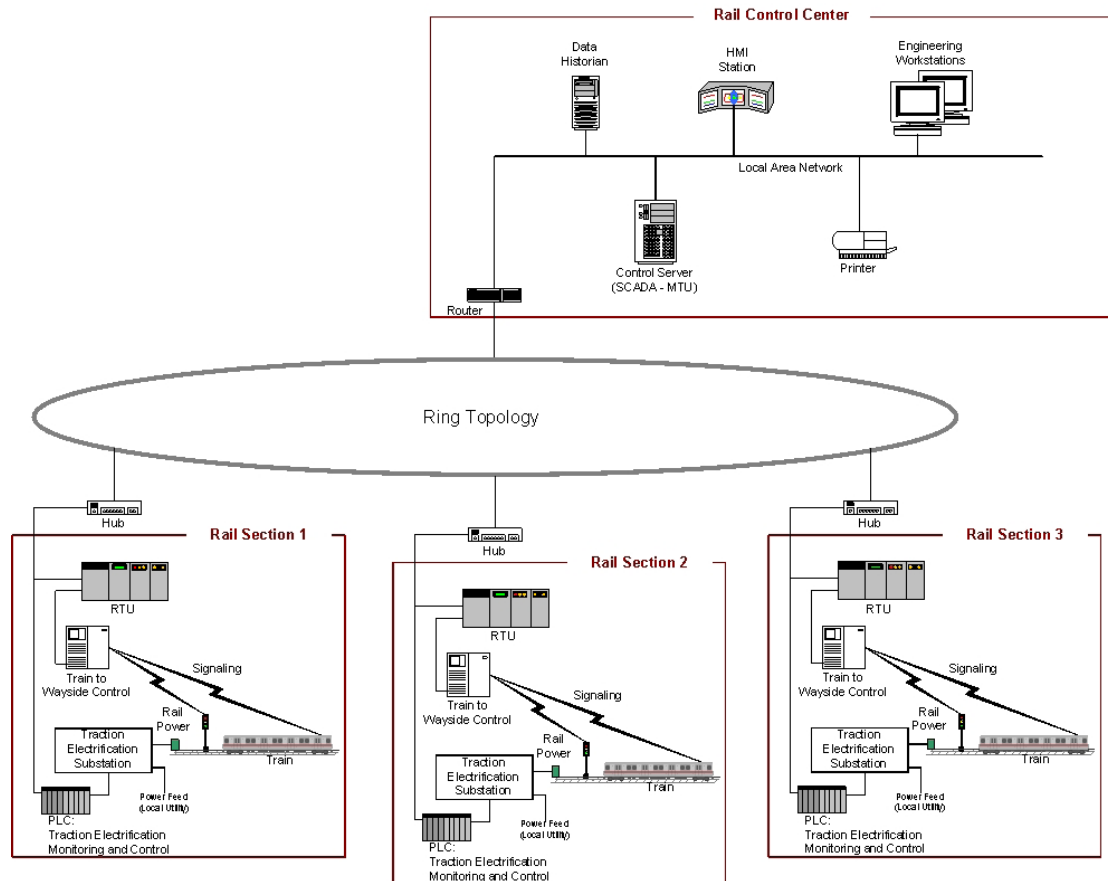 Rail Control Center
Data
Historian
HMI
Station
Engineering
Workstations
Local Area Network
Control Server
(SCADA - MTU)
Printer
Router
Ring Topology
Hub
Rail Section 1
RTU
Train to
Wayside Control
Signaling
Rail
Power
Train
Traction
Electrification
Substation
Power Feed
(Local Utility)
PLC:
Traction Electrification
Monitoring and Control
Hub
Rail Section 2
RTU
Train to
Wayside Control
Signaling
Rail
Power
Train
Traction
Electrification
Substation
Power Feed
(Local Utility)
PLC:
Traction Electrification
Monitoring and Control
Hub
Rail Section 3
RTU
Train to
Wayside Control
Signaling
Rail
Power
Train
Traction
Electrification
Substation
Power Feed
(Local Utility)
PLC:
Traction Electrification
Monitoring and Control